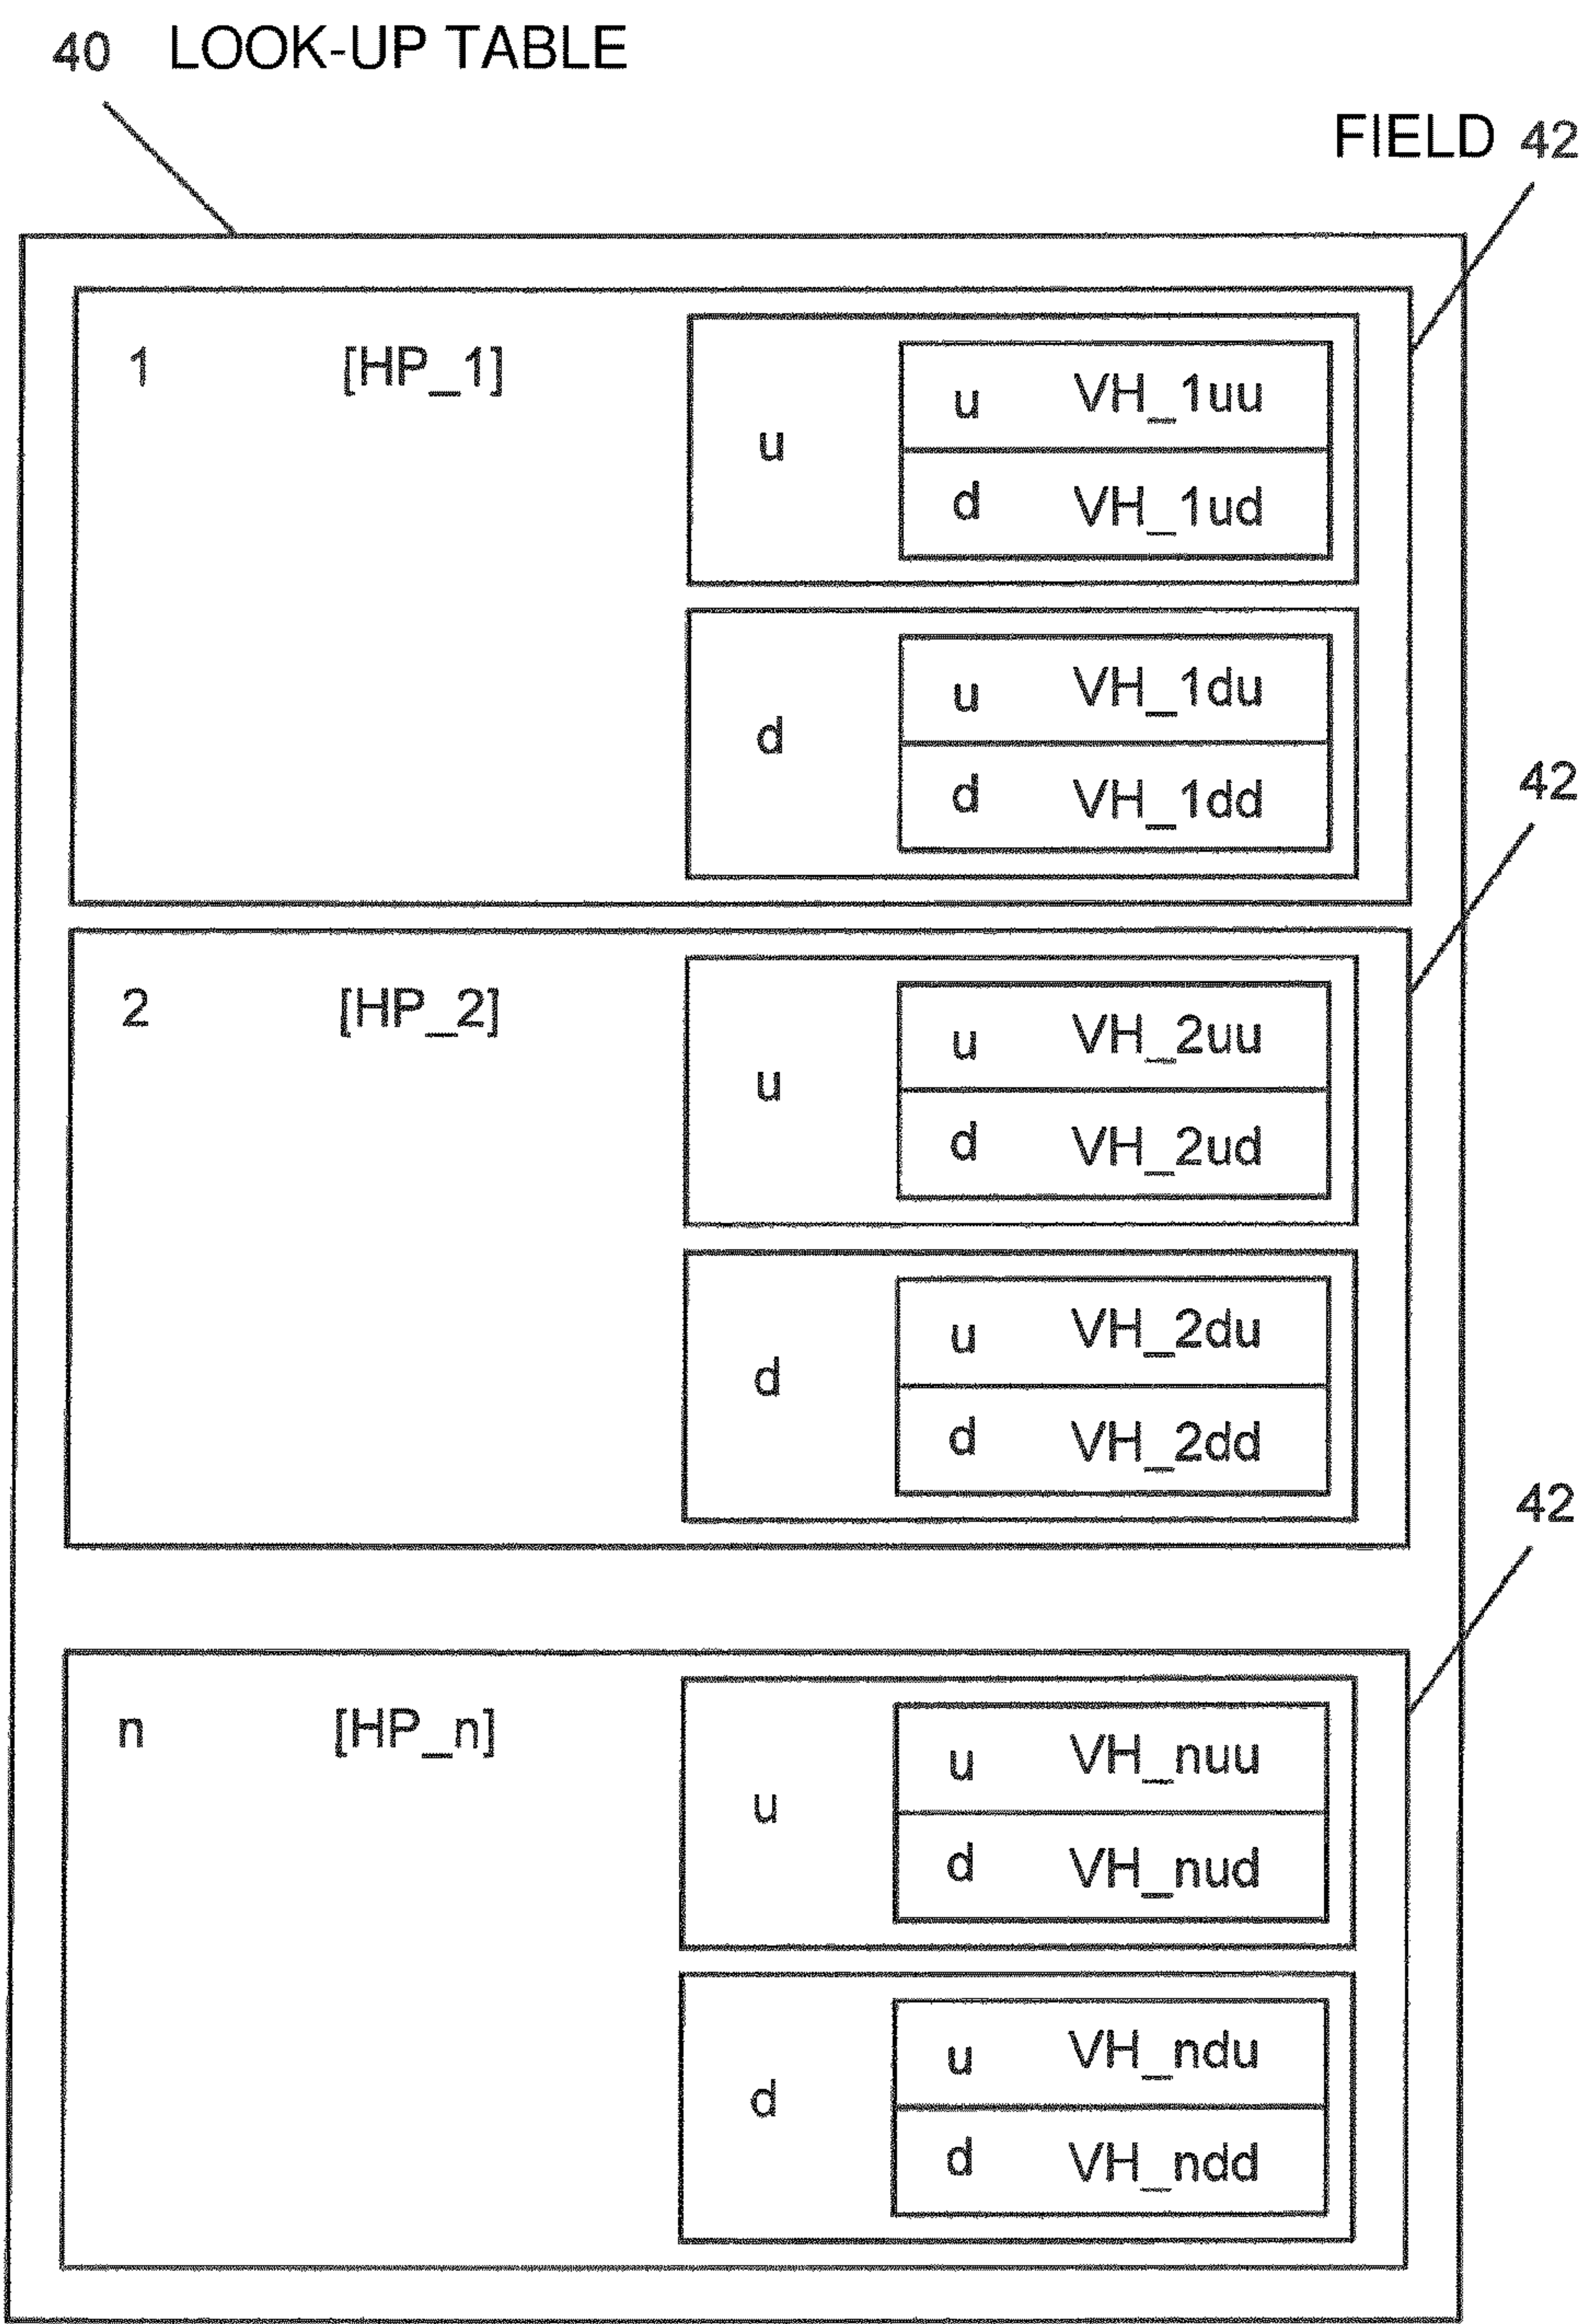 40 LOOK-UP TABLE
FIELD 42
1 [HP_1]
u VH_1uu
u
d VH_1ud
u VH_1du
d
d VH_1dd
42
2 [HP_2]
u VH_2uu
u
d VH_2ud
u VH_2du
d
d VH_2dd
42
n [HP_n]
u VH_nuu
u
d VH_nud
u VH_ndu
d
d VH_ndd